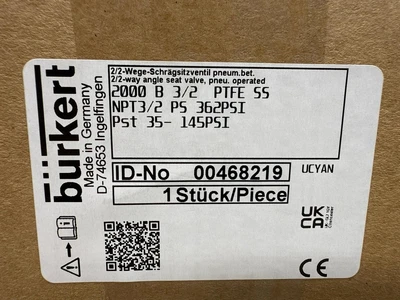 bürkert
Made in Germany
D-74653 Ingelfingen
2/2-Wege-Schrägsitzventil pneum.bet.
2/2-way angle seat valve, pneu. operated
2000 B 3/2 PTFE SS
NPT3/2 PS 362PSI
Pst 35- 145PSI
ID-No 00468219
UCYAN
1 Stück/Piece
UK
CA
CE